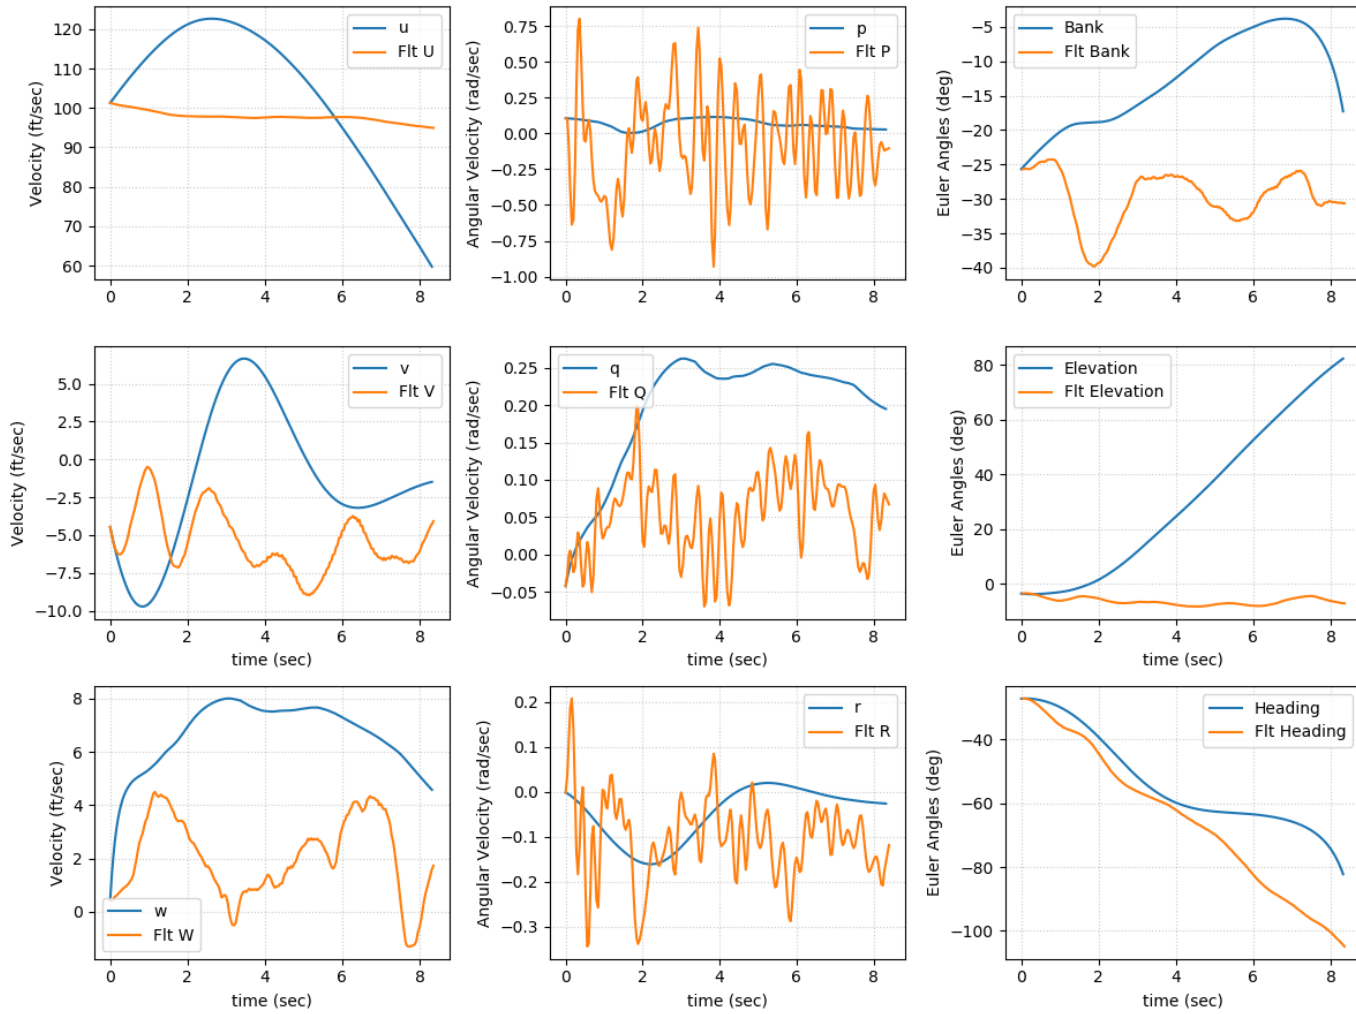 120
110
100
90
80
70
60
Velocity (ft/sec)
u
Flt U
0 2 4 6 8
time (sec)
0.75
0.50
0.25
0.00
−0.25
−0.50
−0.75
−1.00
Angular Velocity (rad/sec)
p
Flt P
0 2 4 6 8
−5
−10
−15
−20
−25
−30
−35
−40
Euler Angles (deg)
Bank
Flt Bank
0 2 4 6 8
5.0
2.5
0.0
−2.5
−5.0
−7.5
−10.0
Velocity (ft/sec)
v
Flt V
0 2 4 6 8
time (sec)
0.25
0.20
0.15
0.10
0.05
0.00
−0.05
Angular Velocity (rad/sec)
q
Flt Q
0 2 4 6 8
time (sec)
80
60
40
20
0
Euler Angles (deg)
Elevation
Flt Elevation
0 2 4 6 8
time (sec)
8
6
4
2
0
Velocity (ft/sec)
w
Flt W
0 2 4 6 8
time (sec)
0.2
0.1
0.0
−0.1
−0.2
−0.3
Angular Velocity (rad/sec)
r
Flt R
0 2 4 6 8
time (sec)
−40
−60
−80
−100
Euler Angles (deg)
Heading
Flt Heading
0 2 4 6 8
time (sec)